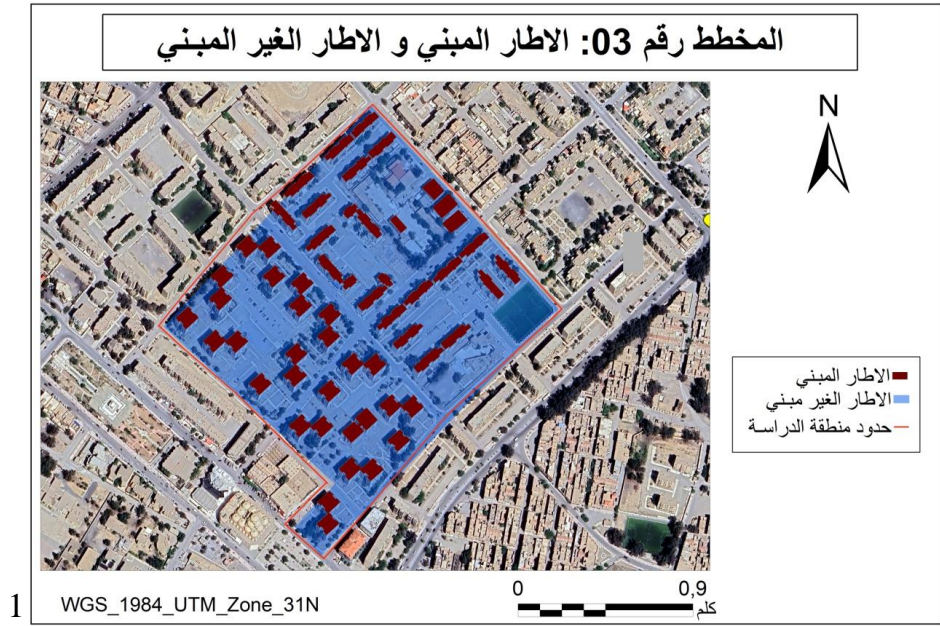 المخطط رقم 03: الاطار المبني و الاطار الغير المبني
N
الاطار المبني
الاطار الغير مبني
حدود منطقة الدراسة
1
WGS_1984_UTM_Zone_31N
0 0,9
كلم